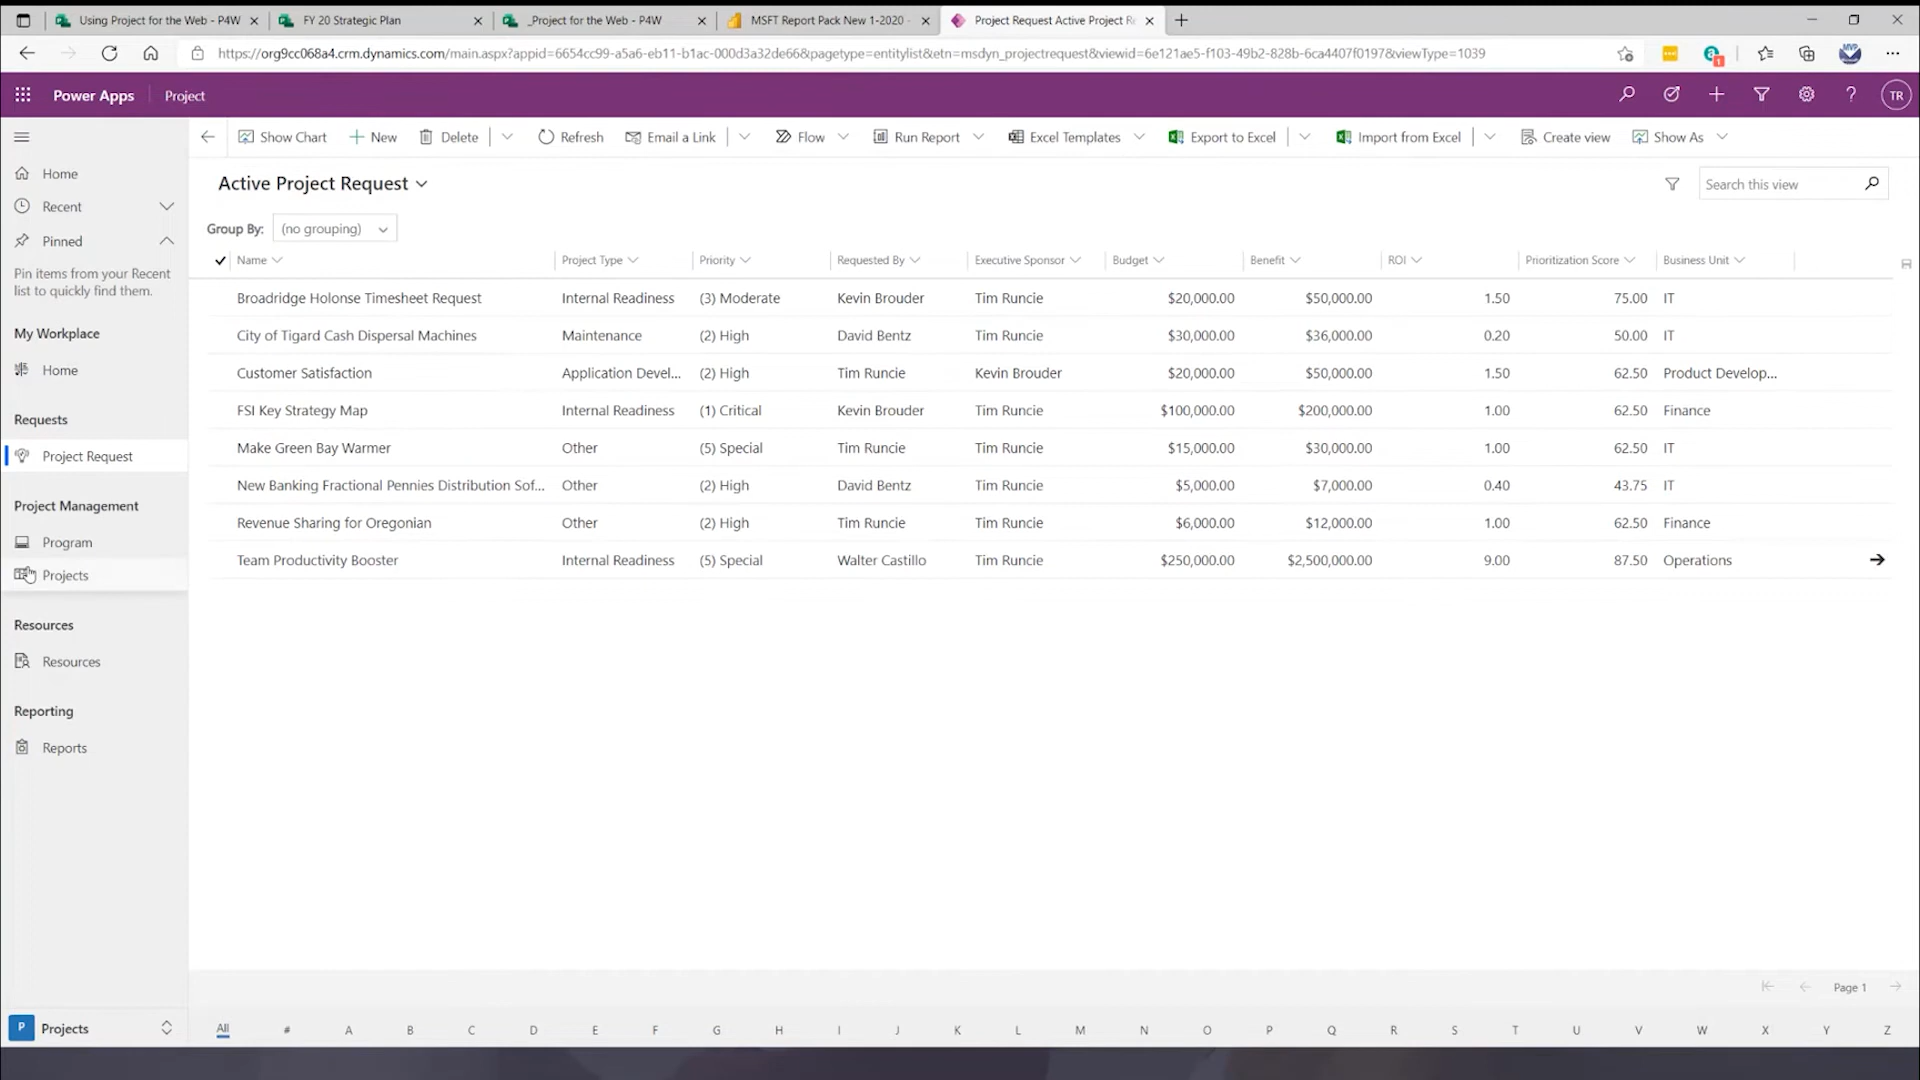 Using Project for the Web - P4W
FY 20 Strategic Plan
_Project for the Web - P4W
MSFT Report Pack New 1-2020 -
Project Request Active Project Re
https://org9cc068a4.crm.dynamics.com/main.aspx?appid=6654cc99-a5a6-eb11-b1ac-000d3a32de66&pagetype=entitylist&etn=msdyn_projectrequest&viewid=6e121ae5-f103-49b2-828b-6ca4407f0197&viewType=1039
Power Apps Project TR
Show Chart New Delete Refresh Email a Link Flow Run Report Excel Templates Export to Excel Import from Excel Create view Show As
Home
Recent
Pinned
Pin items from your Recent
list to quickly find them.
My Workplace
Home
Requests
Project Request
Project Management
Program
Projects
Resources
Resources
Reporting
Reports
P Projects
Active Project Request
Search this view
Group By: (no grouping)
Name Project Type Priority Requested By Executive Sponsor Budget Benefit ROI Prioritization Score Business Unit
Broadridge Holonse Timesheet Request Internal Readiness (3) Moderate Kevin Brouder Tim Runcie $20,000.00 $50,000.00 1.50 75.00 IT
City of Tigard Cash Dispersal Machines Maintenance (2) High David Bentz Tim Runcie $30,000.00 $36,000.00 0.20 50.00 IT
Customer Satisfaction Application Devel... (2) High Tim Runcie Kevin Brouder $20,000.00 $50,000.00 1.50 62.50 Product Develop...
FSI Key Strategy Map Internal Readiness (1) Critical Kevin Brouder Tim Runcie $100,000.00 $200,000.00 1.00 62.50 Finance
Make Green Bay Warmer Other (5) Special Tim Runcie Tim Runcie $15,000.00 $30,000.00 1.00 62.50 IT
New Banking Fractional Pennies Distribution Sof... Other (2) High David Bentz Tim Runcie $5,000.00 $7,000.00 0.40 43.75 IT
Revenue Sharing for Oregonian Other (2) High Tim Runcie Tim Runcie $6,000.00 $12,000.00 1.00 62.50 Finance
Team Productivity Booster Internal Readiness (5) Special Walter Castillo Tim Runcie $250,000.00 $2,500,000.00 9.00 87.50 Operations
Page 1
All # A B C D E F G H I J K L M N O P Q R S T U V W X Y Z